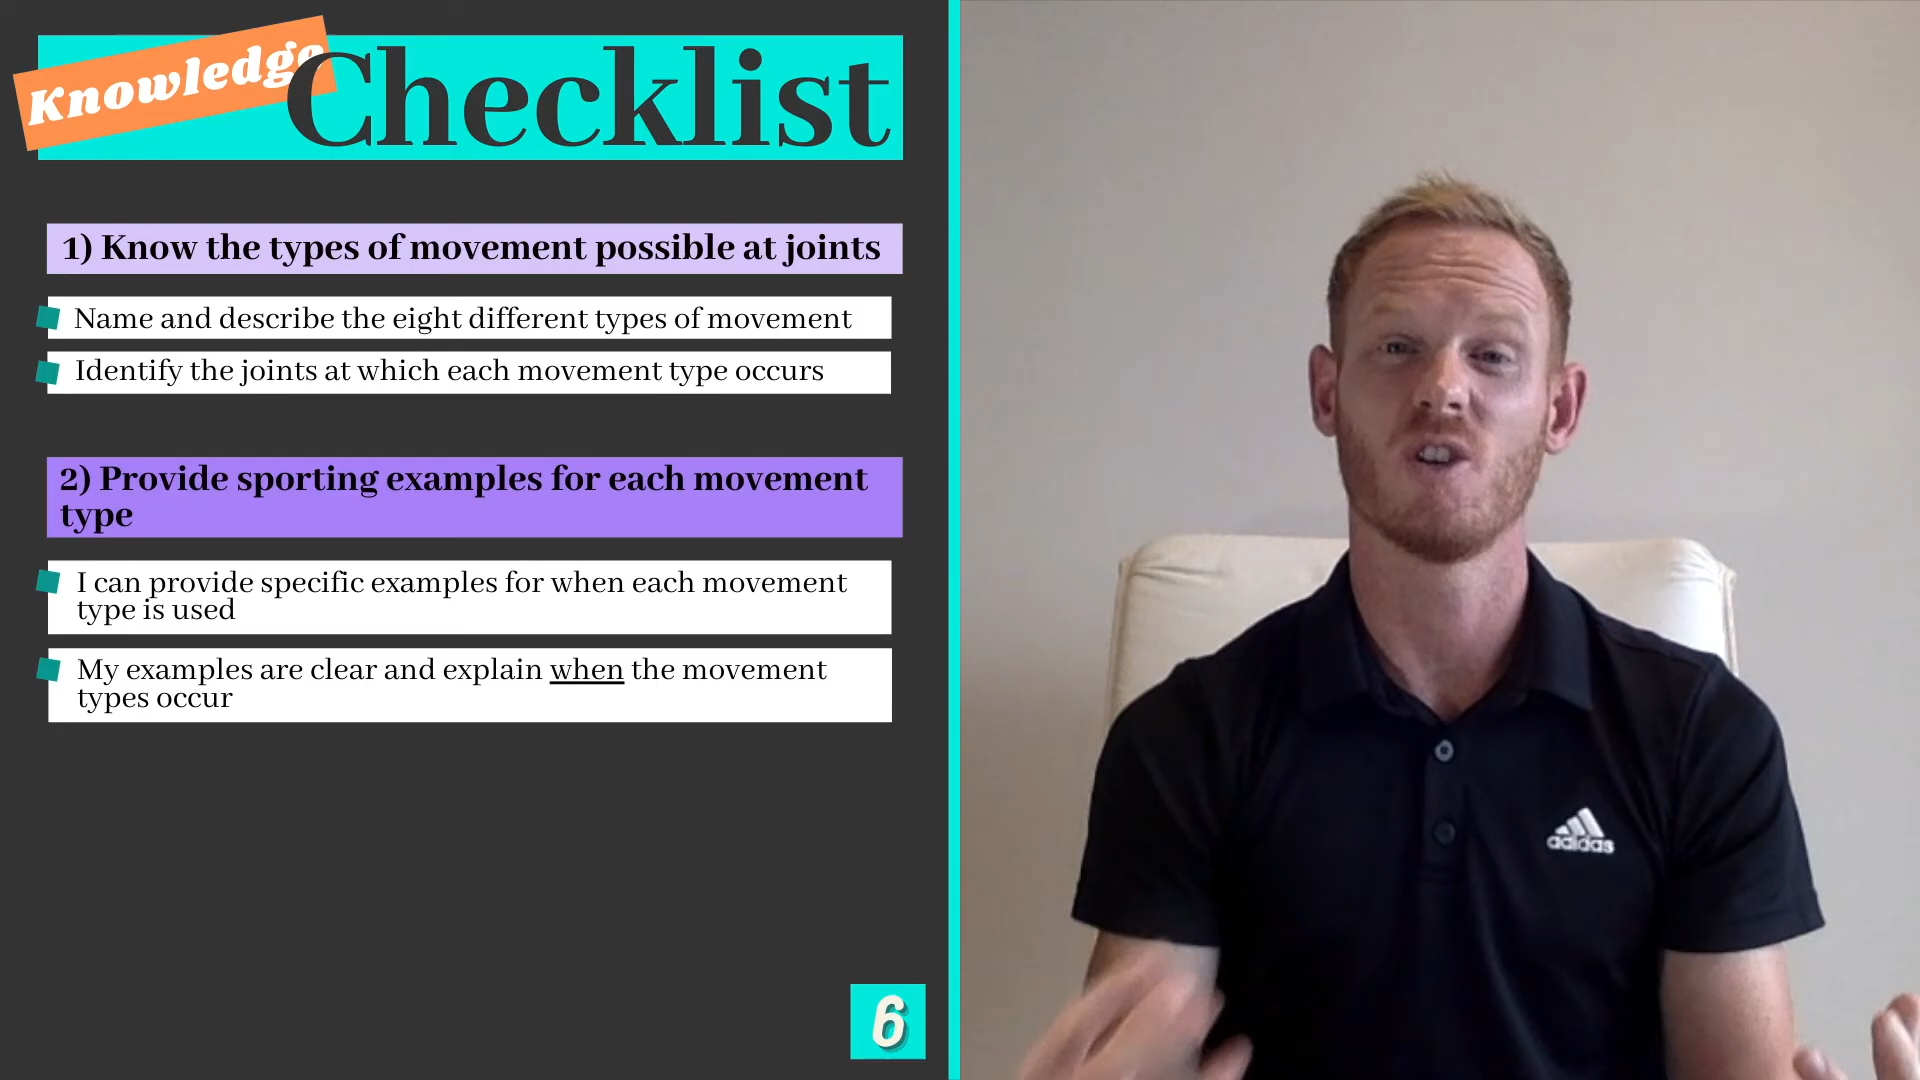 Knowledge
Checklist
1) Know the types of movement possible at joints
Name and describe the eight different types of movement
Identify the joints at which each movement type occurs
2) Provide sporting examples for each movement
type
I can provide specific examples for when each movement
type is used
My examples are clear and explain when the movement
types occur
6
adidas